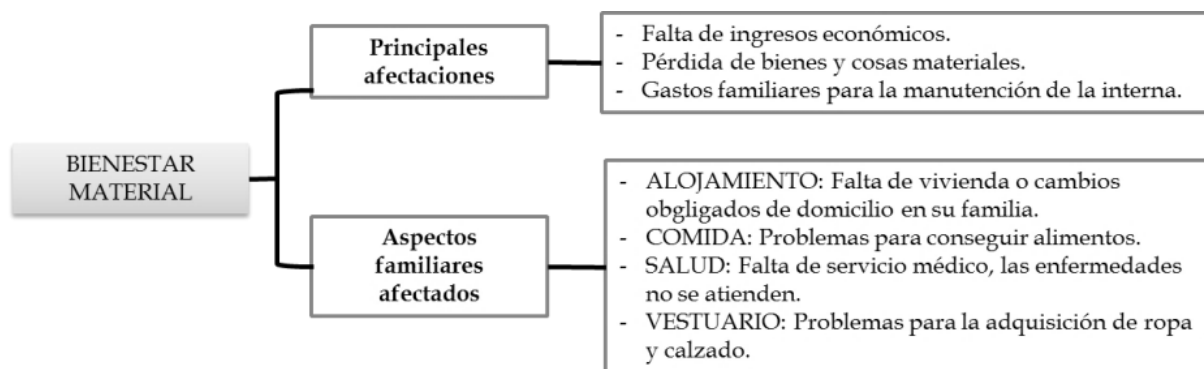 BIENESTAR
MATERIAL
Principales
afectaciones
- Falta de ingresos económicos.
- Pérdida de bienes y cosas materiales.
- Gastos familiares para la manutención de la interna.
Aspectos
familiares
afectados
- ALOJAMIENTO: Falta de vivienda o cambios
obgligados de domicilio en su familia.
- COMIDA: Problemas para conseguir alimentos.
- SALUD: Falta de servicio médico, las enfermedades
no se atienden.
- VESTUARIO: Problemas para la adquisición de ropa
y calzado.